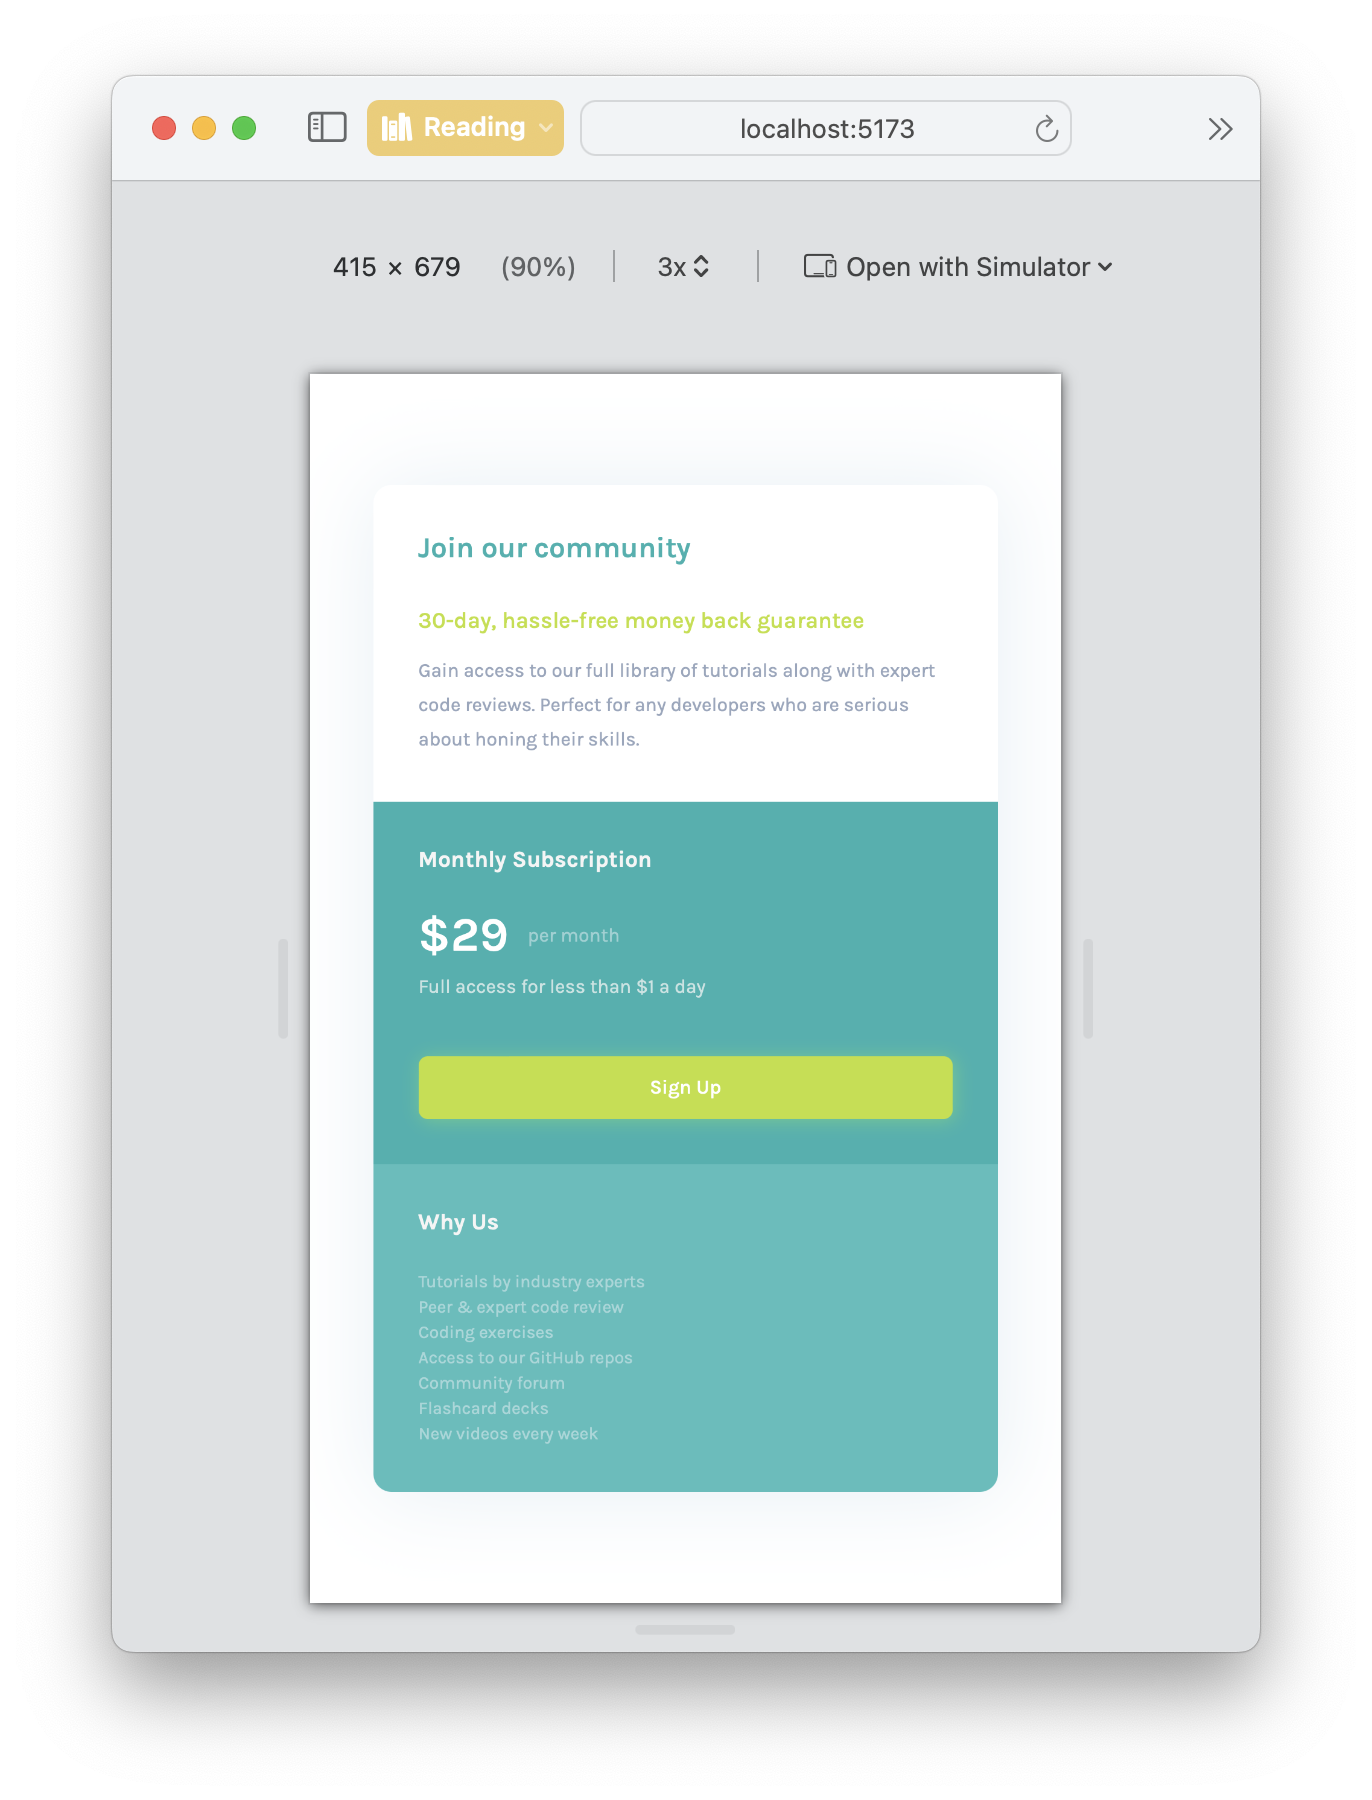 Reading
localhost:5173
415 × 679 (90%) 3x Open with Simulator
Join our community
30-day, hassle-free money back guarantee
Gain access to our full library of tutorials along with expert
code reviews. Perfect for any developers who are serious
about honing their skills.
Monthly Subscription
$29 per month
Full access for less than $1 a day
Sign Up
Why Us
Tutorials by industry experts
Peer & expert code review
Coding exercises
Access to our GitHub repos
Community forum
Flashcard decks
New videos every week